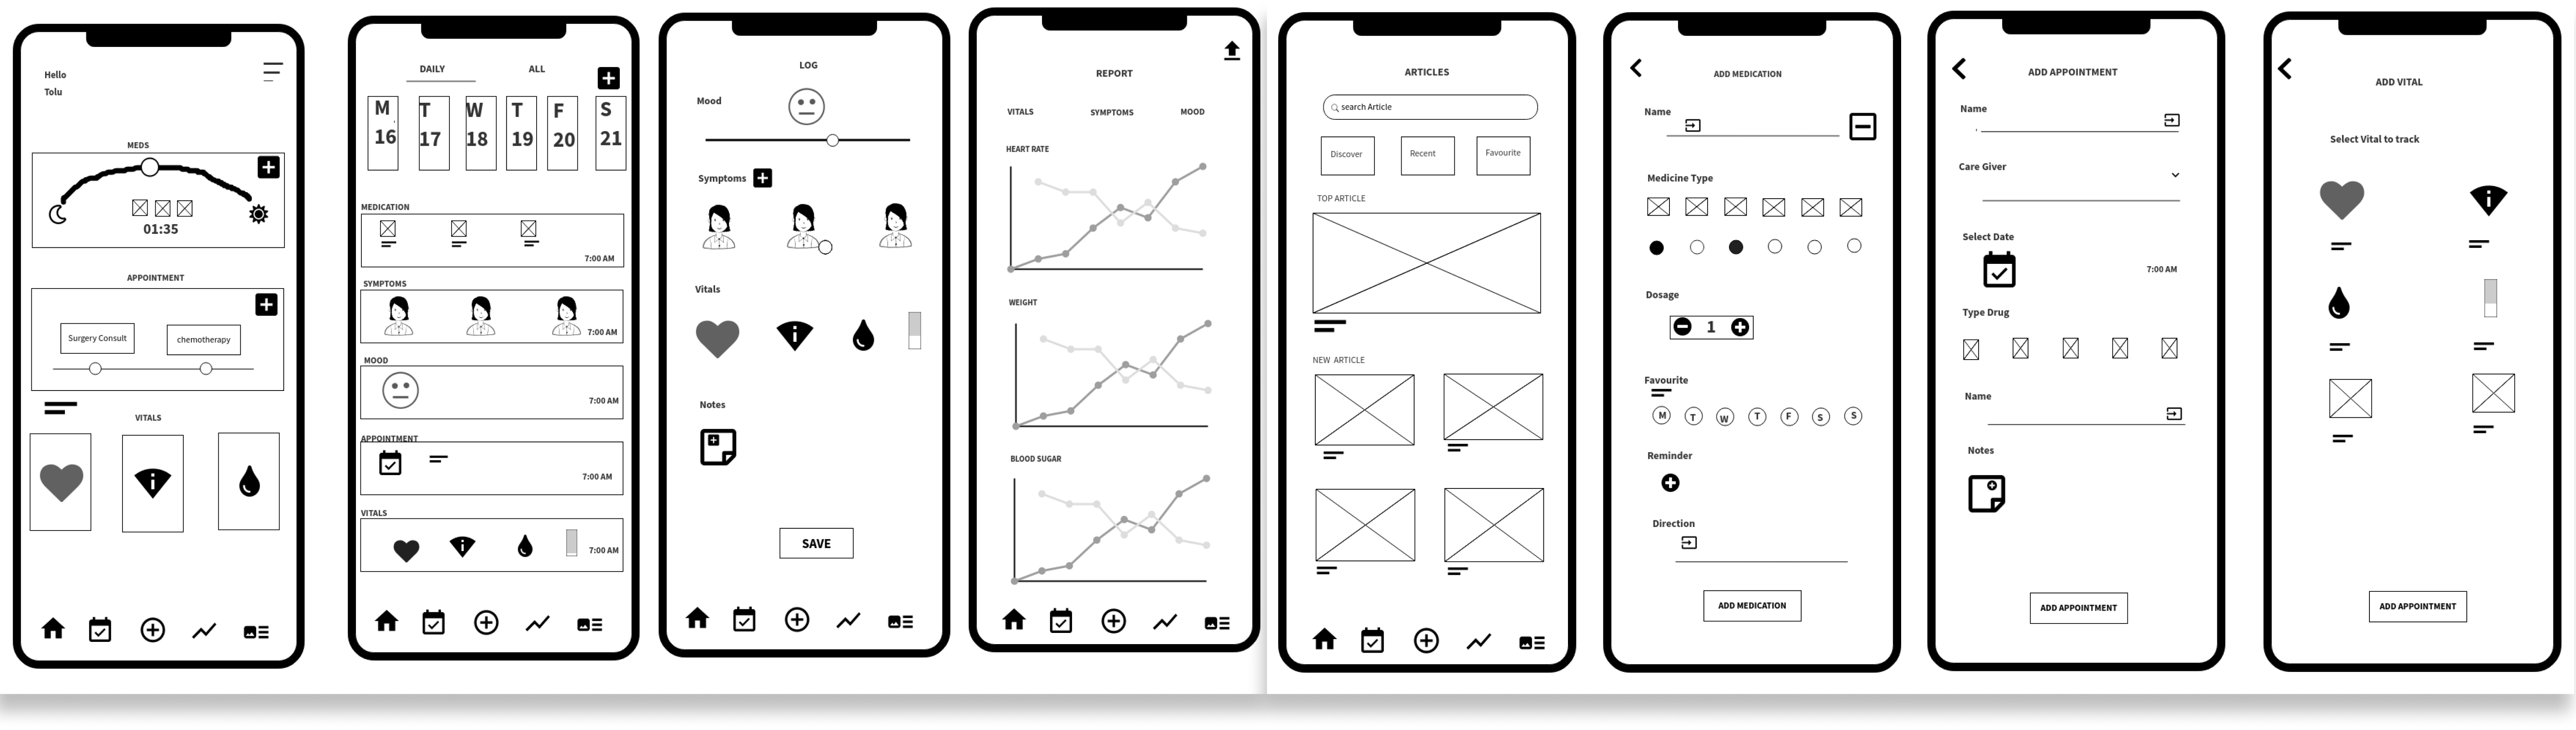 Hello
Tolu
MEDS
01:35
APPOINTMENT
Surgery Consult
chemotherapy
VITALS
DAILY
ALL
M T W T F S
16 17 18 19 20 21
MEDICATION
7:00 AM
SYMPTOMS
7:00 AM
MOOD
7:00 AM
APPOINTMENT
7:00 AM
VITALS
7:00 AM
LOG
Mood
Symptoms
Vitals
Notes
SAVE
REPORT
VITALS
SYMPTOMS
MOOD
HEART RATE
WEIGHT
BLOOD SUGAR
ARTICLES
search Article
Discover
Recent
Favourite
TOP ARTICLE
NEW ARTICLE
ADD MEDICATION
Name
Medicine Type
Dosage
1
Favourite
M T W T F S S
Reminder
Direction
ADD MEDICATION
ADD APPOINTMENT
Name
Care Giver
Select Date
7:00 AM
Type Drug
Name
Notes
ADD APPOINTMENT
ADD VITAL
Select Vital to track
ADD APPOINTMENT